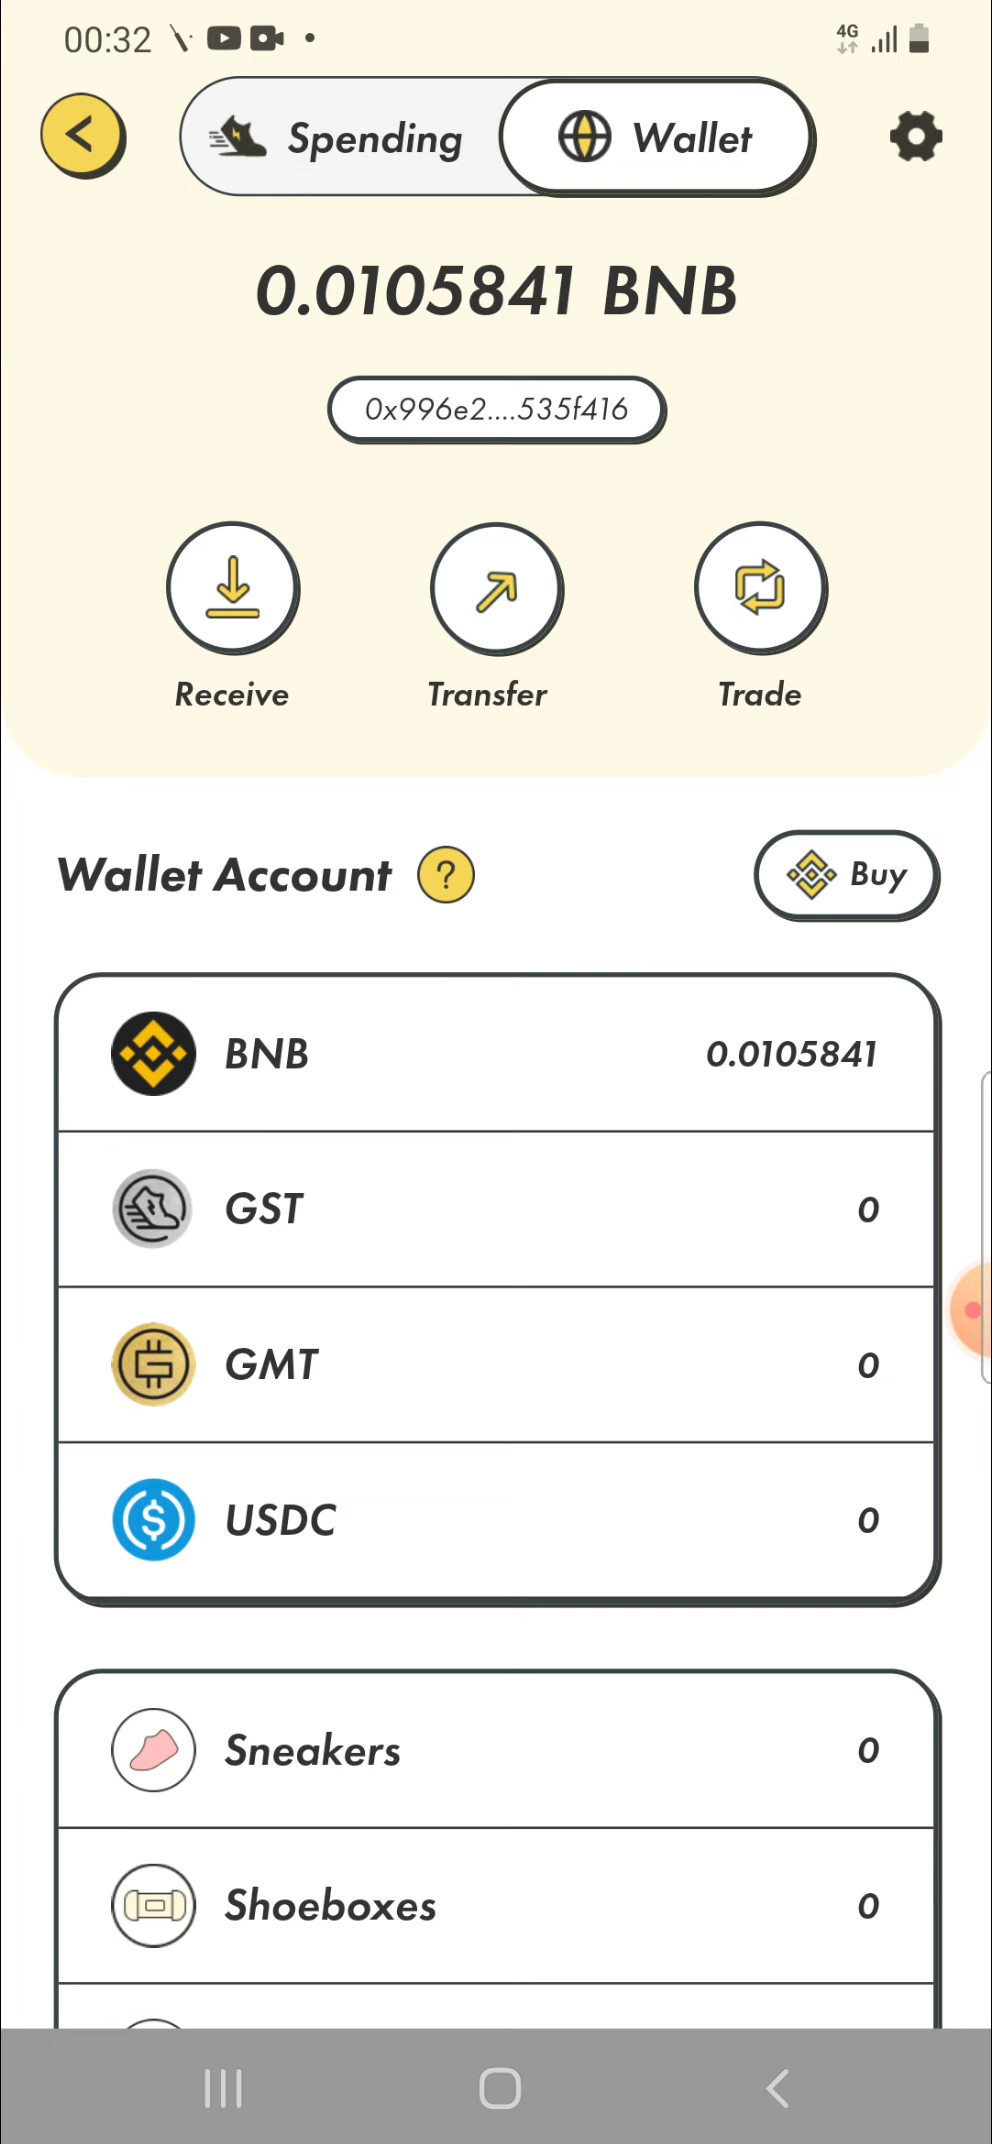 00:32 4G
Spending Wallet
0.0105841 BNB
0x996e2....535f416
Receive Transfer Trade
Wallet Account ? Buy
BNB 0.0105841
GST 0
GMT 0
USDC 0
Sneakers 0
Shoeboxes 0